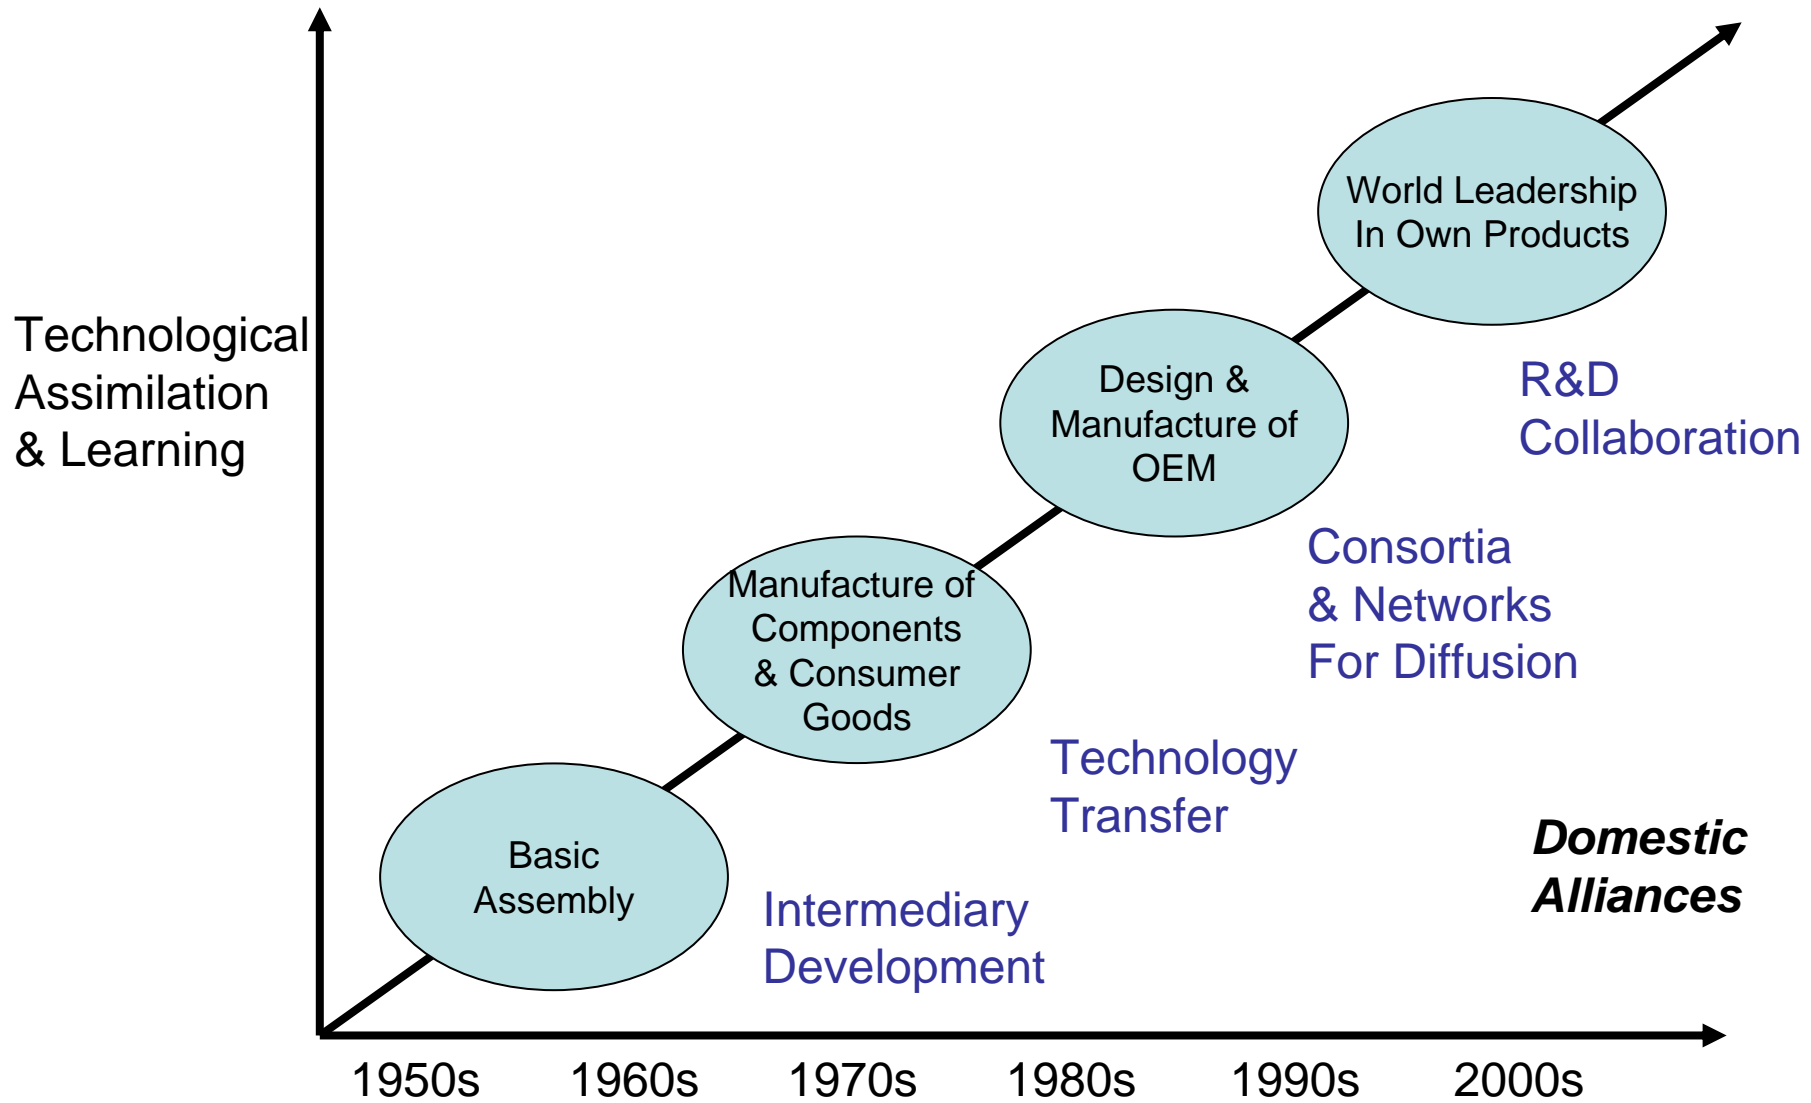 World Leadership
In Own Products
Technological
Assimilation
& Learning
Design &
Manufacture of
OEM
R&D
Collaboration
Manufacture of
Components
& Consumer
Goods
Consortia
& Networks
For Diffusion
Technology
Transfer
Basic
Assembly
Intermediary
Development
Domestic
Alliances
1950s 1960s 1970s 1980s 1990s 2000s